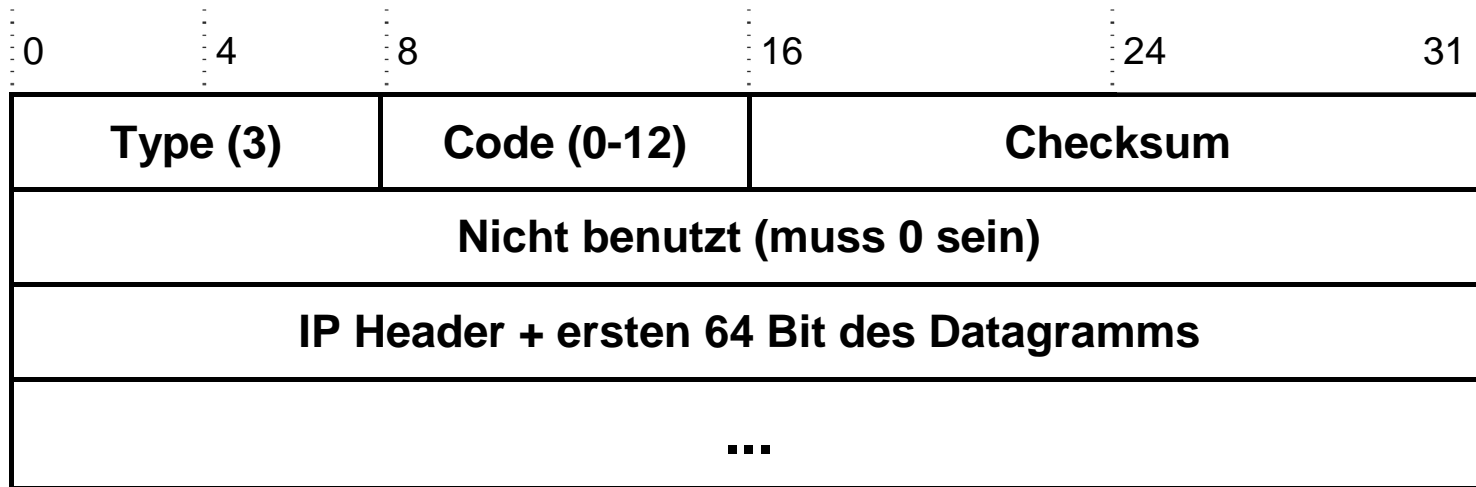 0 4 8 16 24 31
Type (3) Code (0-12) Checksum
Nicht benutzt (muss 0 sein)
IP Header + ersten 64 Bit des Datagramms
...